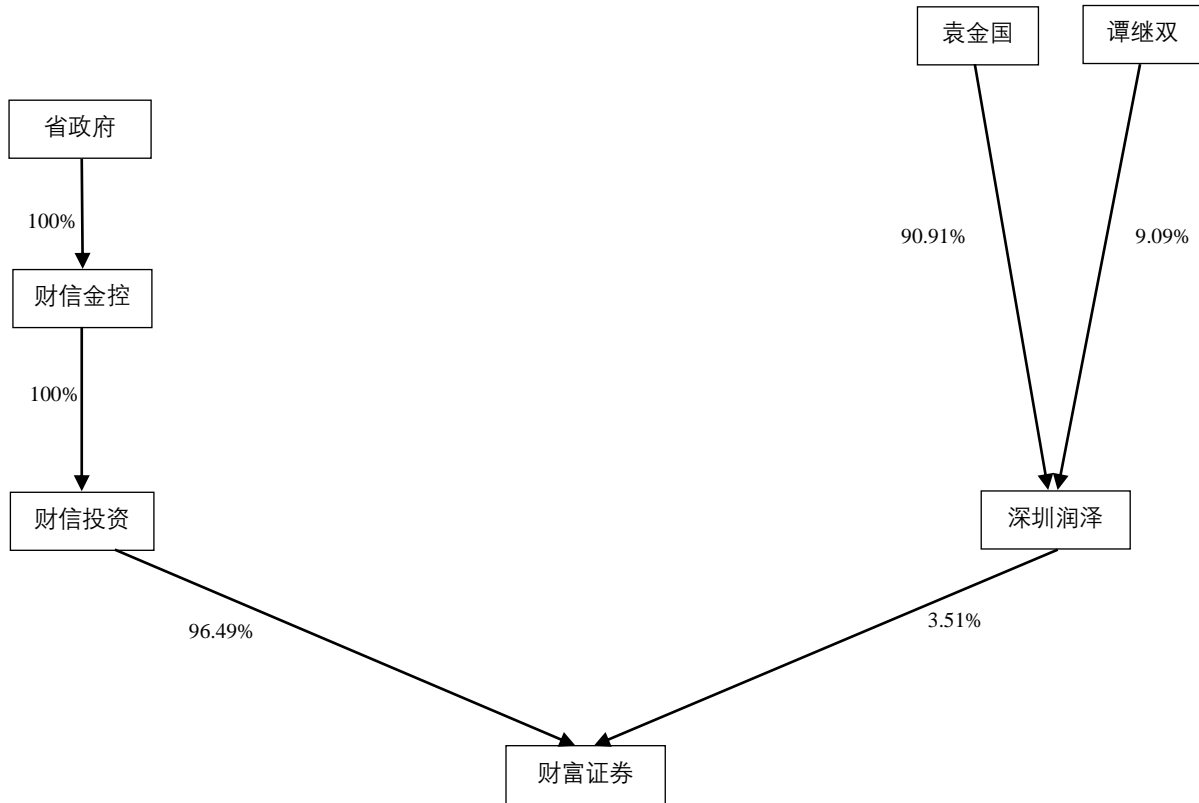 袁金国
谭继双
省政府
100%
90.91%
9.09%
财信金控
100%
财信投资
深圳润泽
96.49%
3.51%
财富证券